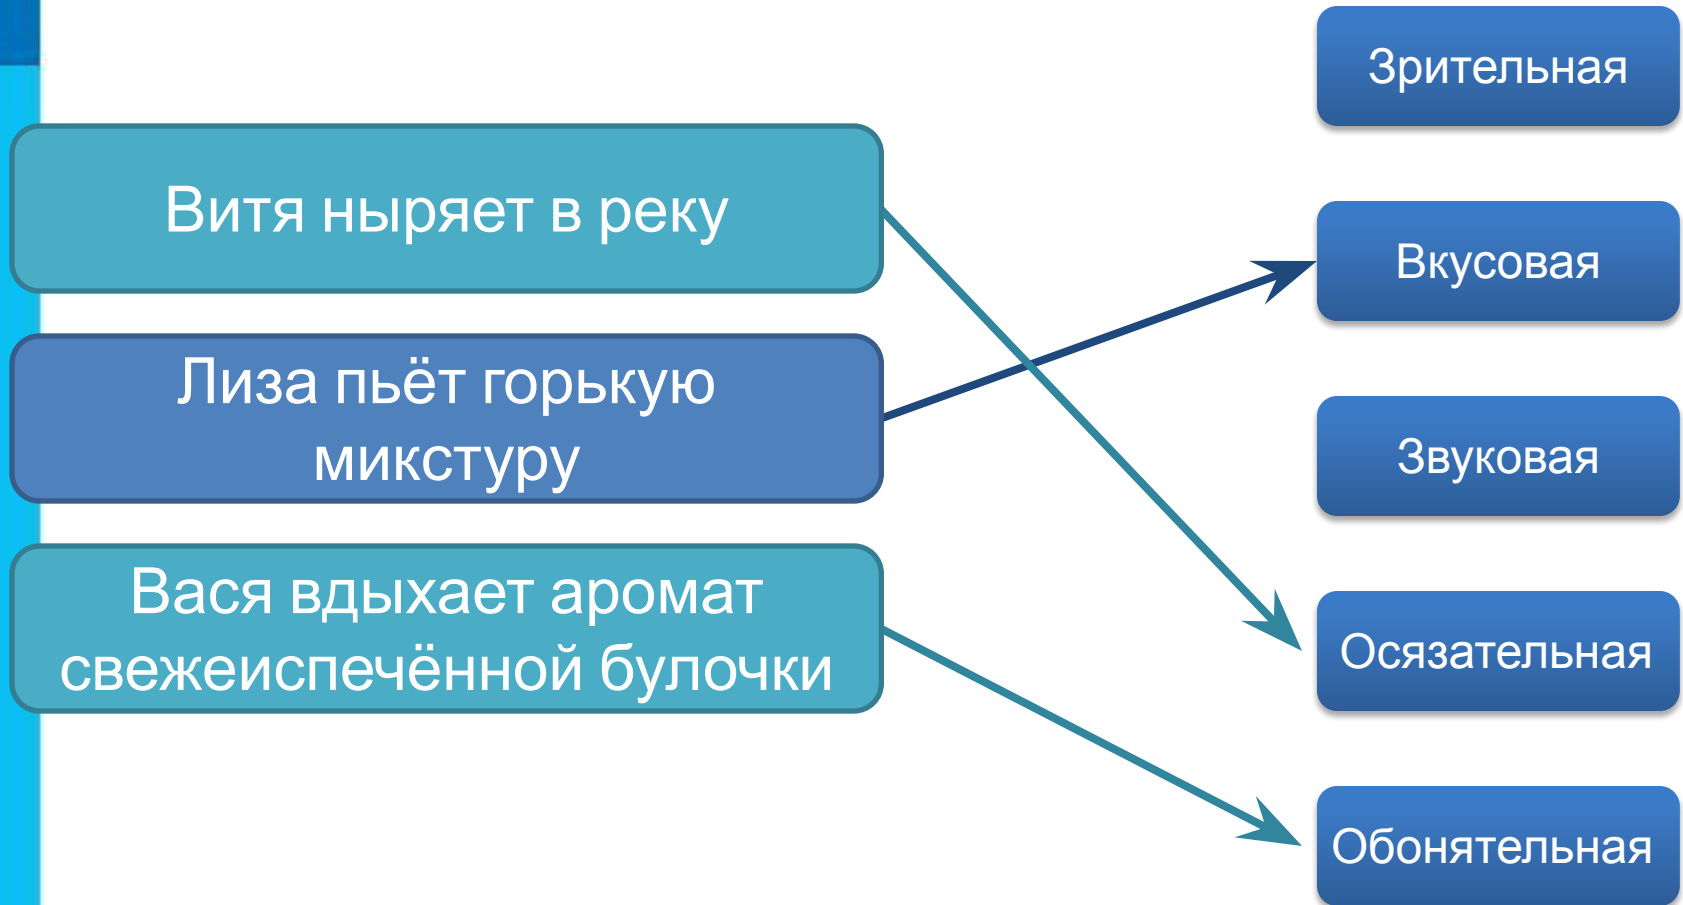 Витя ныряет в реку
Лиза пьёт горькую
микстуру
Вася вдыхает аромат
свежеиспечённой булочки
Зрительная
Вкусовая
Звуковая
Осязательная
Обонятельная